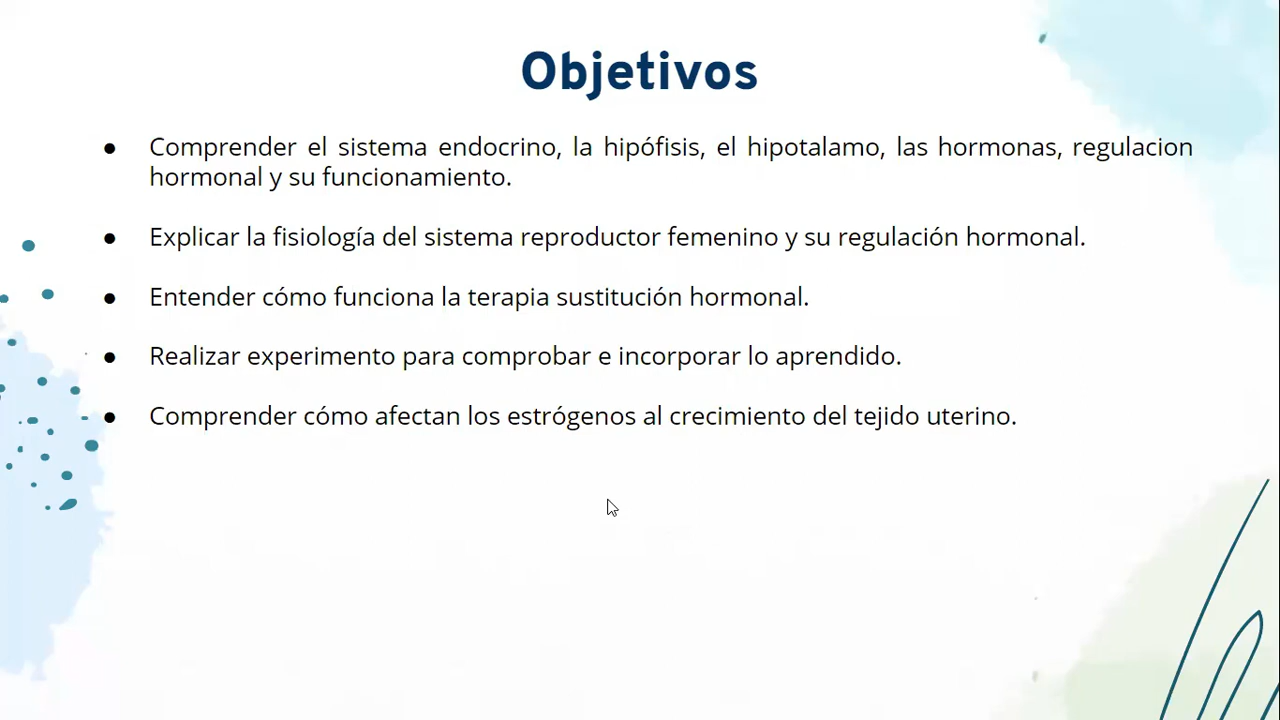 Objetivos
● Comprender el sistema endocrino, la hipófisis, el hipotalamo, las hormonas, regulacion
hormonal y su funcionamiento.
● Explicar la fisiología del sistema reproductor femenino y su regulación hormonal.
● Entender cómo funciona la terapia sustitución hormonal.
● Realizar experimento para comprobar e incorporar lo aprendido.
● Comprender cómo afectan los estrógenos al crecimiento del tejido uterino.